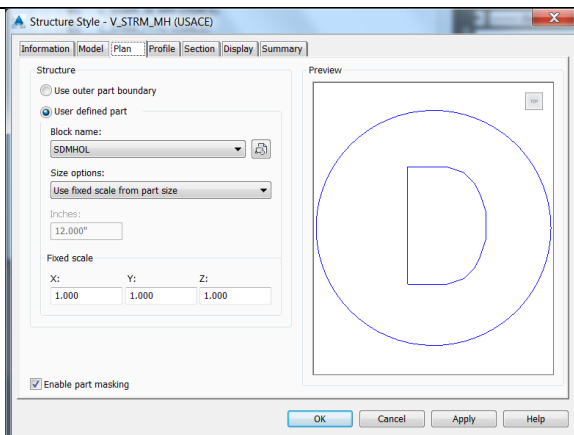 Structure Style - V_STRM_MH (USACE)
Information Model Plan Profile Section Display Summary
Structure
Use outer part boundary
User defined part
Block name:
SDMHOL
Size options:
Use fixed scale from part size
Inches:
12.000"
Fixed scale
X: Y: Z:
1.000 1.000 1.000
Enable part masking
Preview
TOP
D
OK Cancel Apply Help